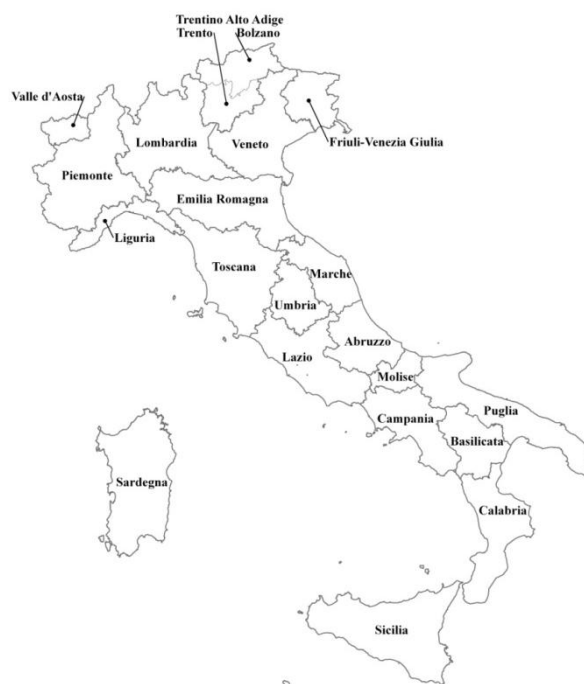 Trentino Alto Adige
Trento
Bolzano
Valle d'Aosta
Lombardia
Veneto
Friuli-Venezia Giulia
Piemonte
Emilia Romagna
Liguria
Toscana
Marche
Umbria
Abruzzo
Lazio
Molise
Campania
Puglia
Basilicata
Sardegna
Calabria
Sicilia